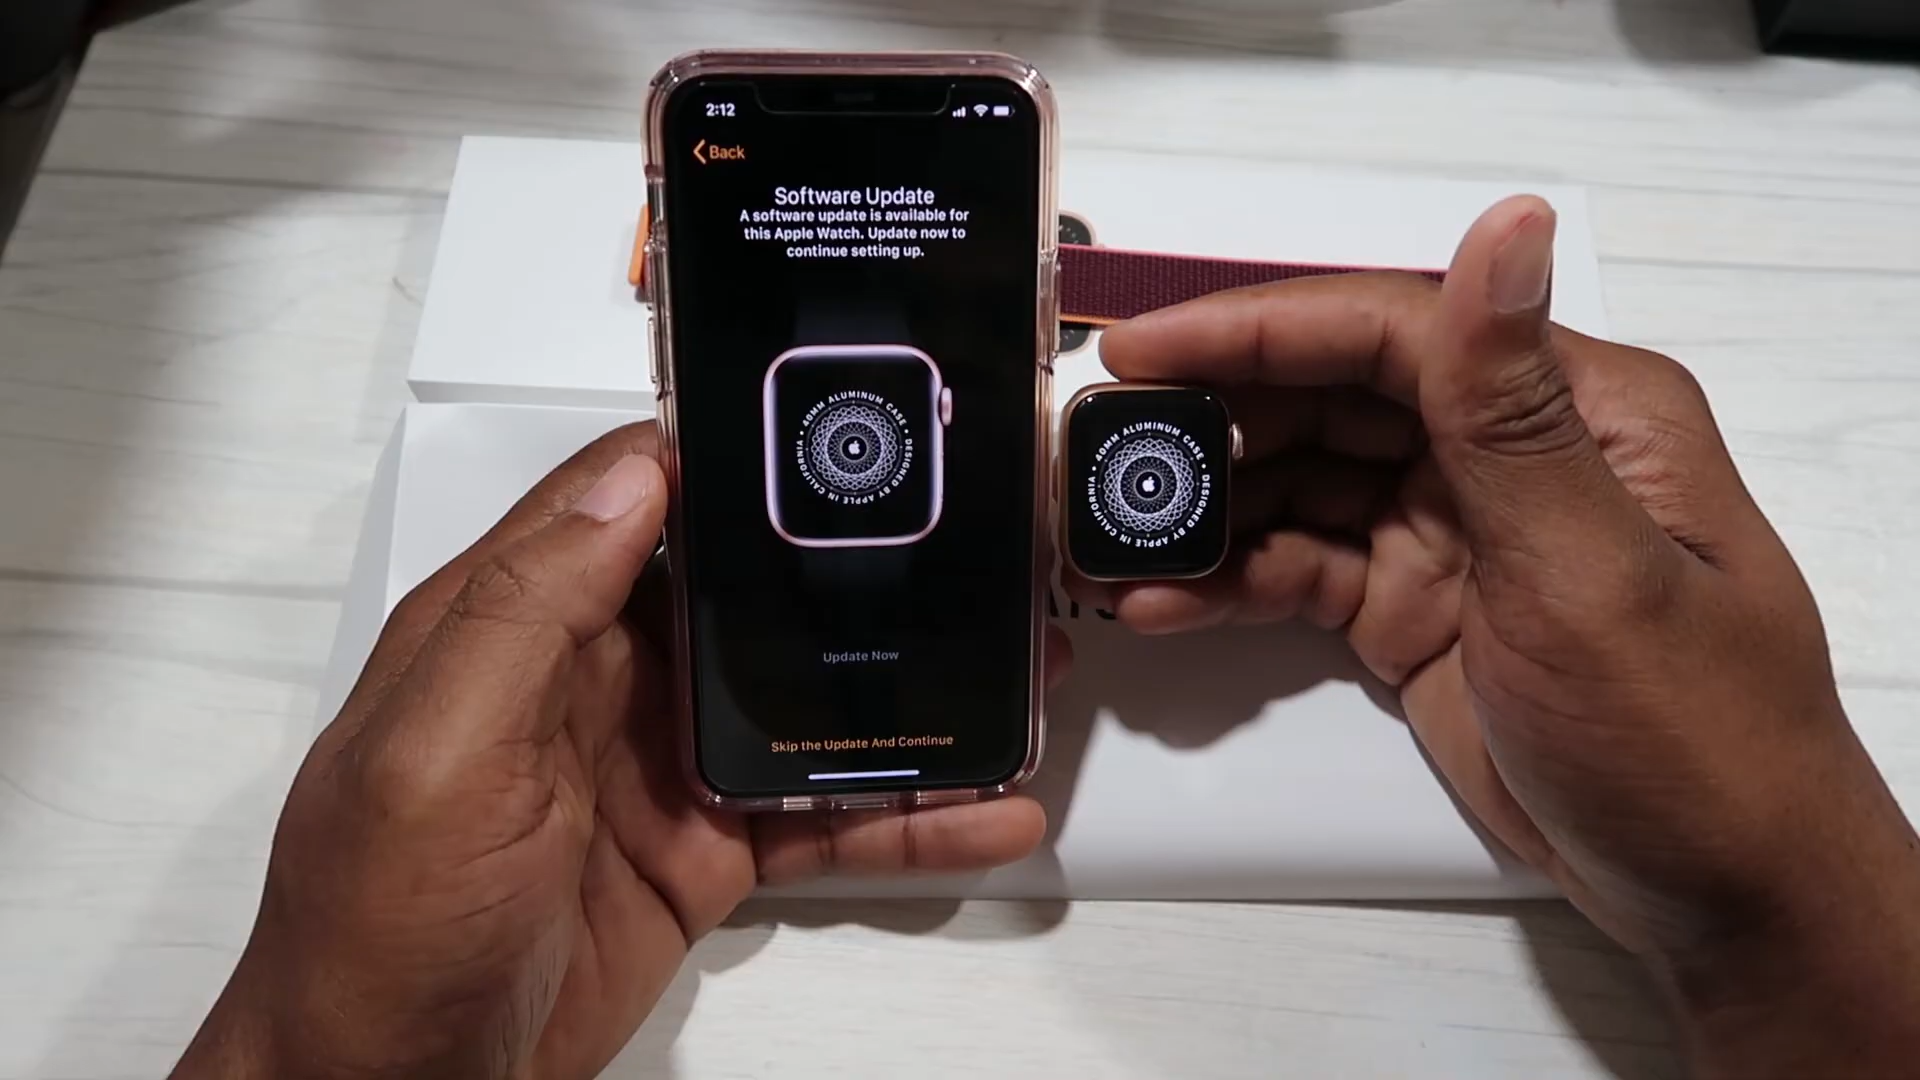 2:12
Back
Software Update
A software update is available for
this Apple Watch. Update now to
continue setting up.
• 40MM ALUMINUM CASE • DESIGNED BY APPLE IN CALIFORNIA
• 40MM ALUMINUM CASE • DESIGNED BY APPLE IN CALIFORNIA
Update Now
Skip the Update And Continue